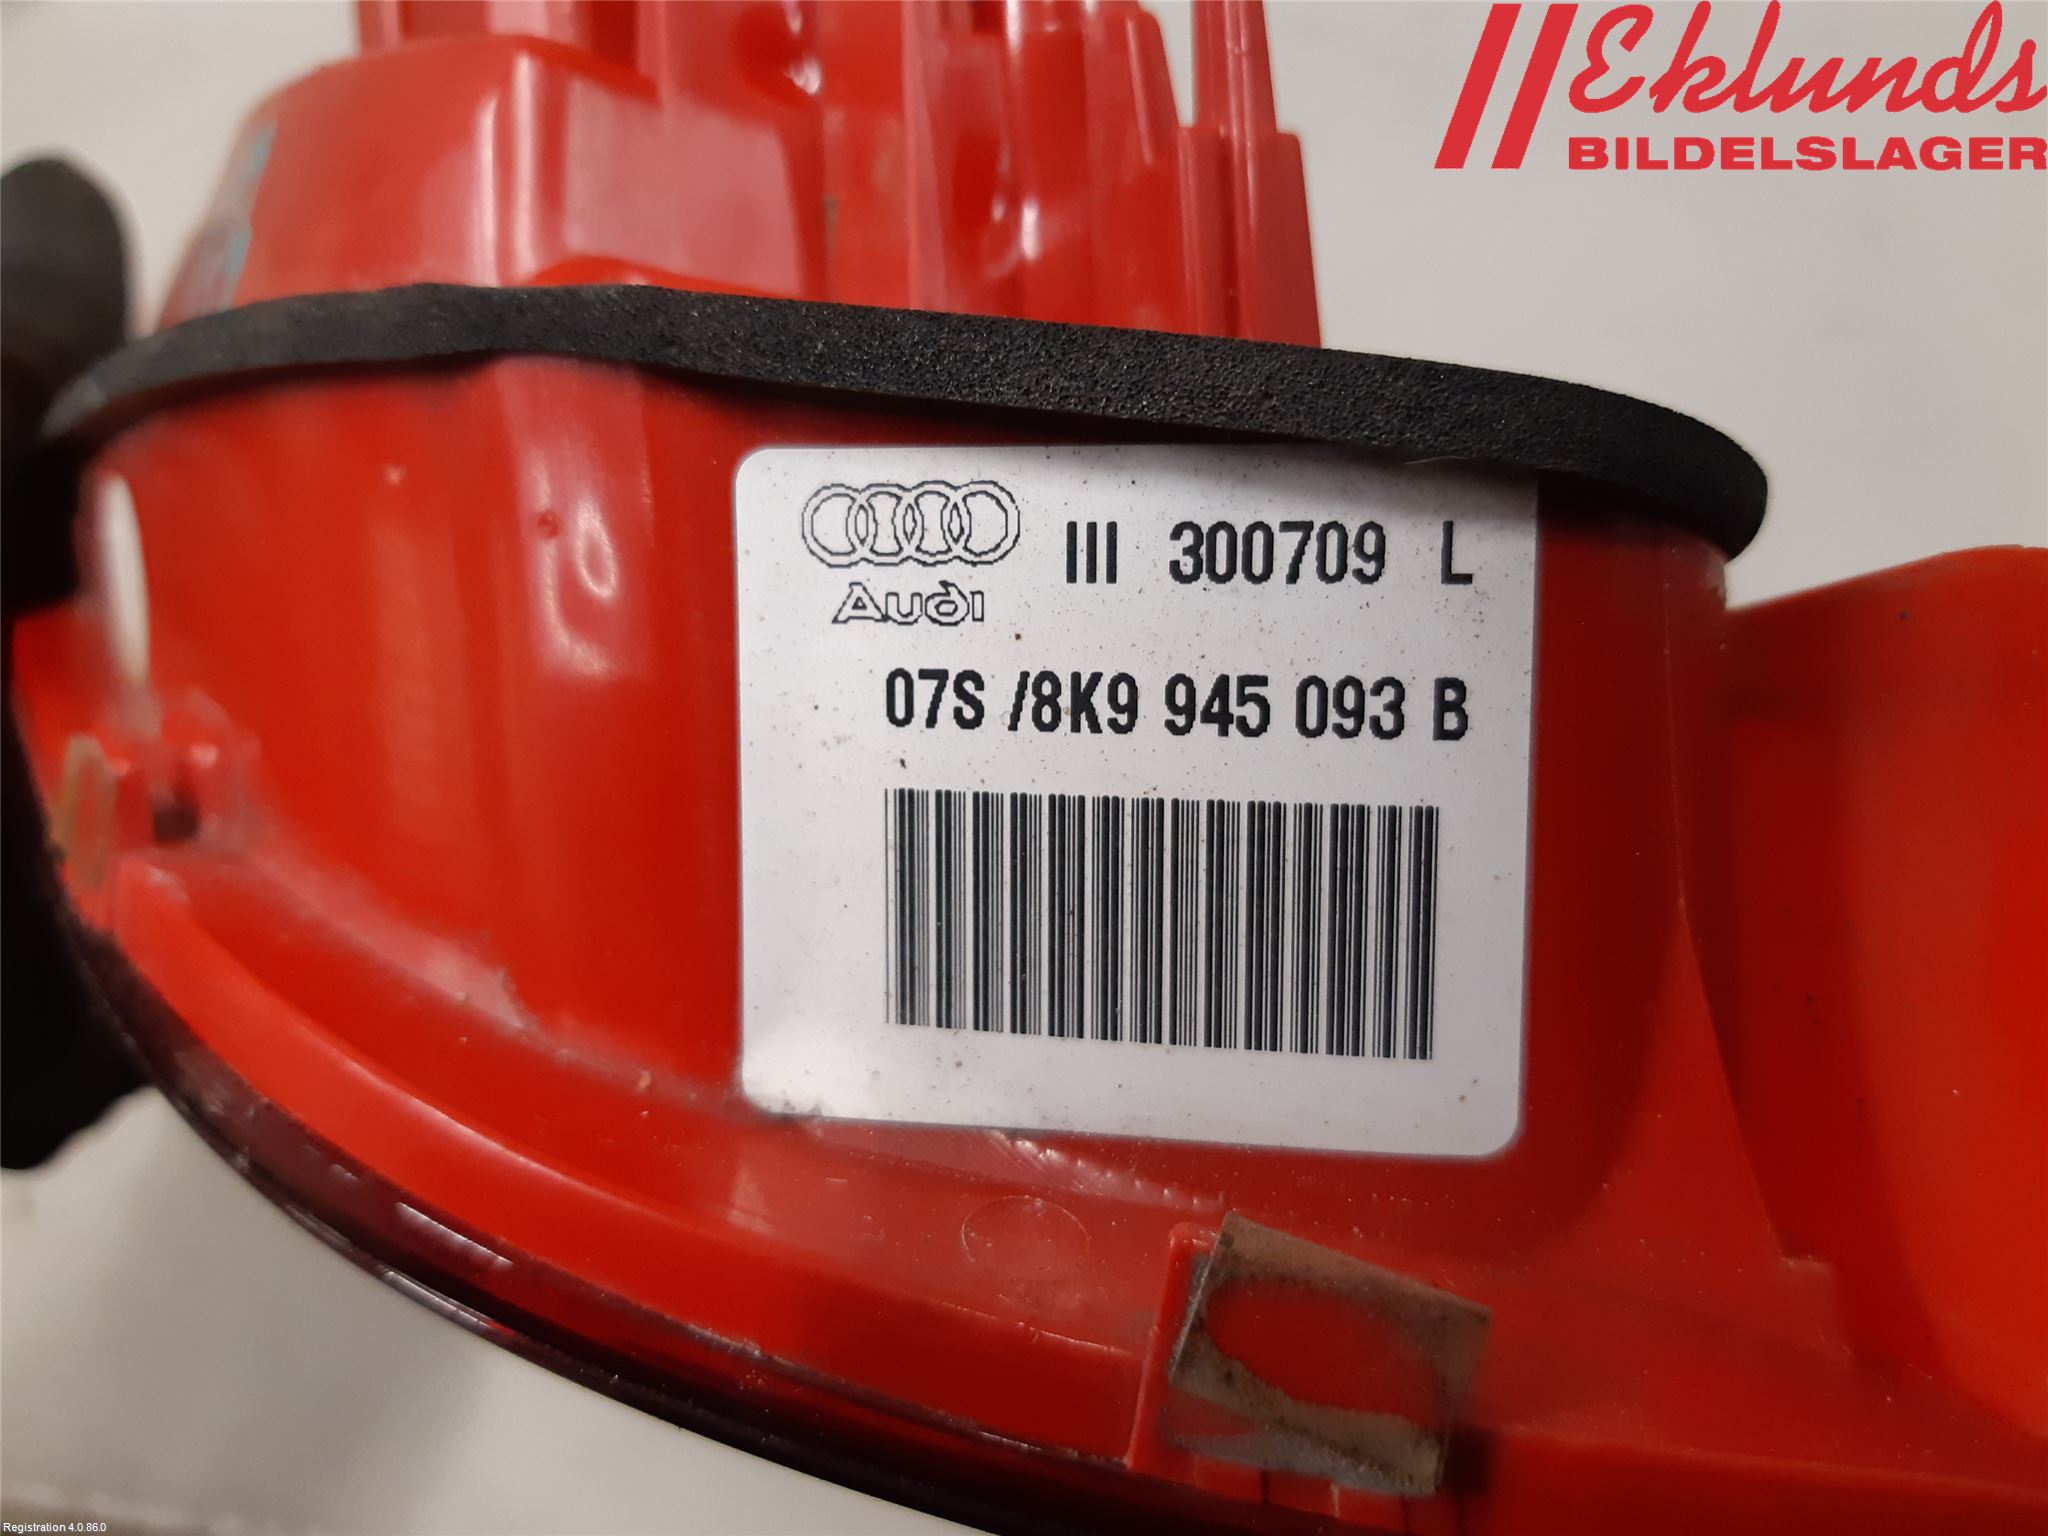 Eklunds
BILDELSLAGER
III 300709 L
Audi
07S /8K9 945 093 B
Registration 4.0.86.0